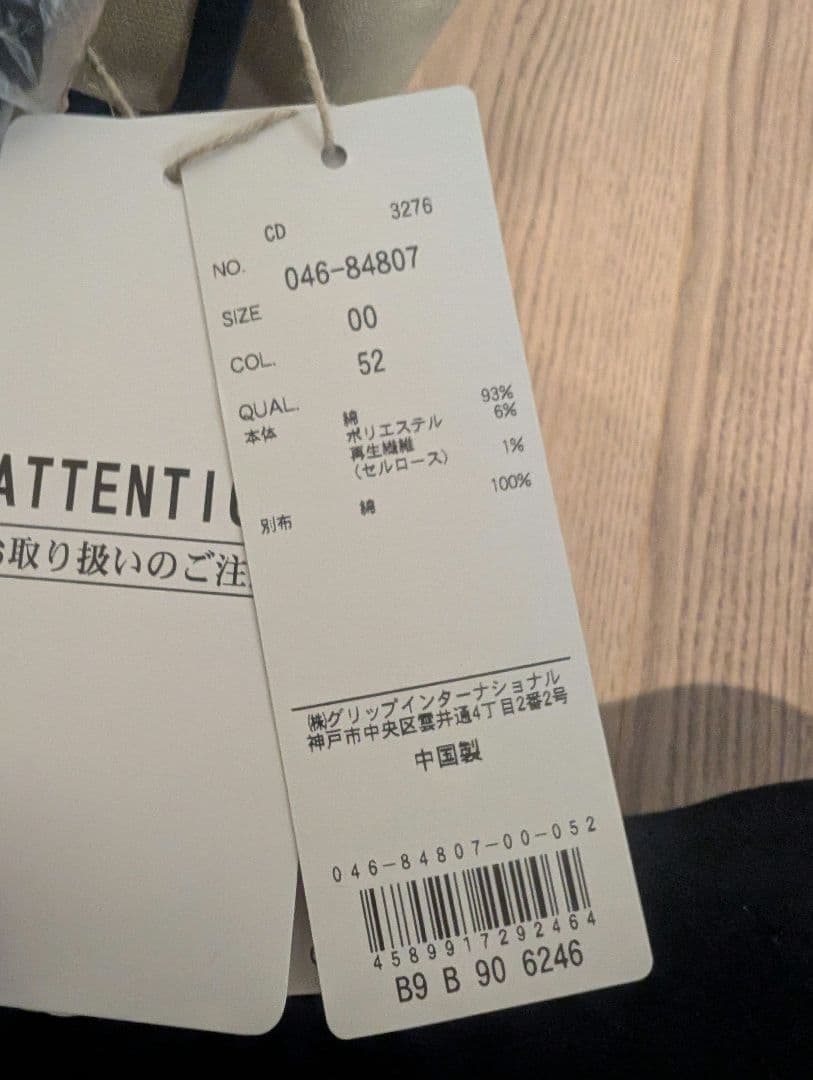 CD 3276
NO. 046-84807
SIZE 00
COL. 52
QUAL.
本体 綿 93%
ポリエステル 6%
再生繊維
(セルロース) 1%
別布 綿 100%
㈱グリップインターナショナル
神戸市中央区雲井通4丁目2番2号
中国製
046-84807-00-052
4589917292464
B9 B 90 6246
ATTENTI
お取り扱いのご注